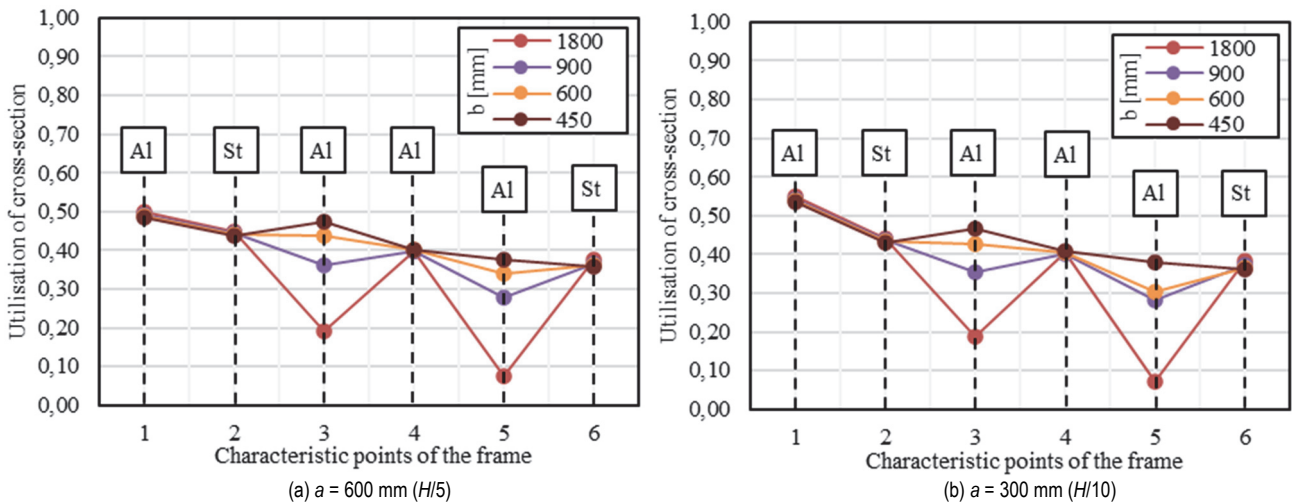 1,00
0,90
0,80
0,70
0,60
0,50
0,40
0,30
0,20
0,10
0,00
Utilisation of cross-section
b [mm]
1800
900
600
450
Al
St
Al
Al
Al
St
1 2 3 4 5 6
Characteristic points of the frame
(a) a = 600 mm (H/5)
1,00
0,90
0,80
0,70
0,60
0,50
0,40
0,30
0,20
0,10
0,00
Utilisation of cross-section
b [mm]
1800
900
600
450
Al
St
Al
Al
Al
St
1 2 3 4 5 6
Characteristic points of the frame
(b) a = 300 mm (H/10)